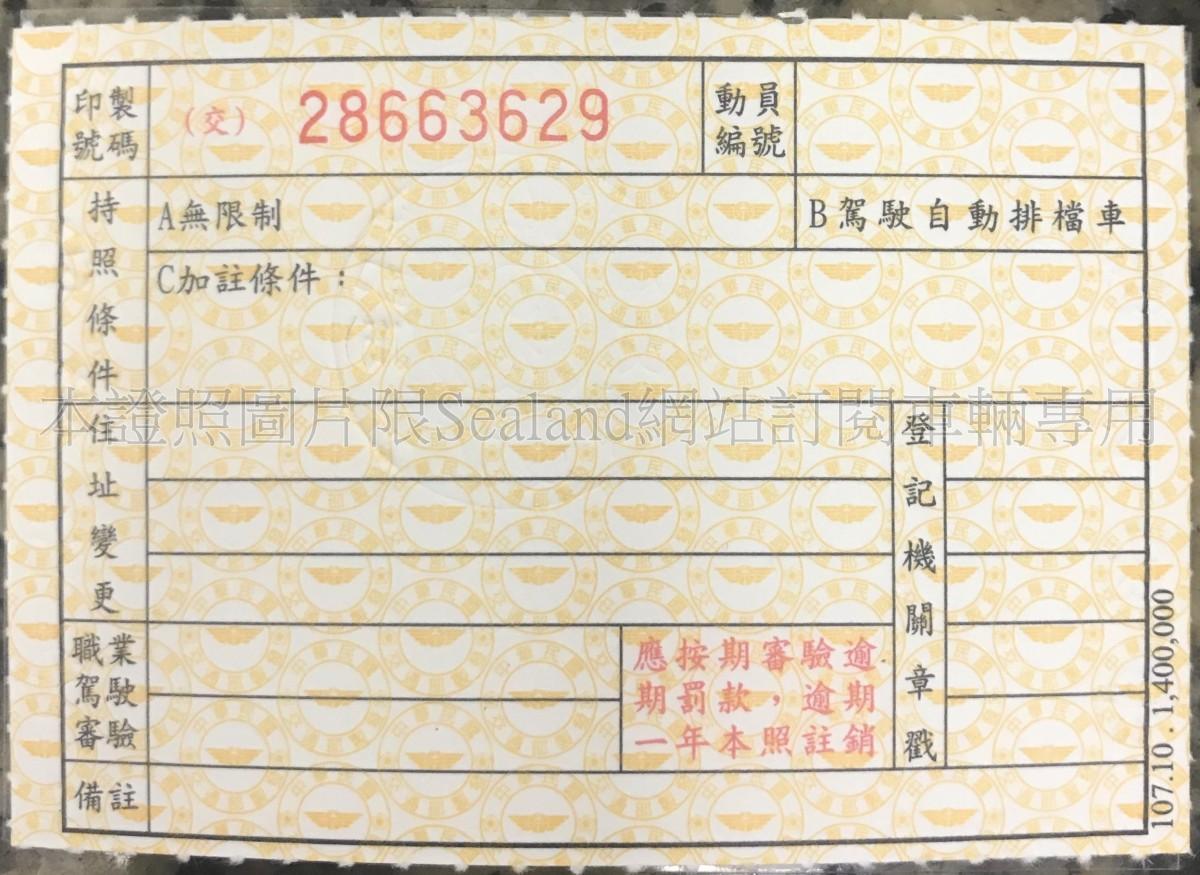 印製號碼
(交) 28663629
動員編號
持照條件
A無限制
B駕駛自動排檔車
C加註條件：
本證照圖片限Sealand網站訂閱車輛專用
住址變更
登記機關章戳
職業駕駛審驗
應按期審驗逾
期罰款，逾期
一年本照註銷
備註
107.10 . 1,400,000